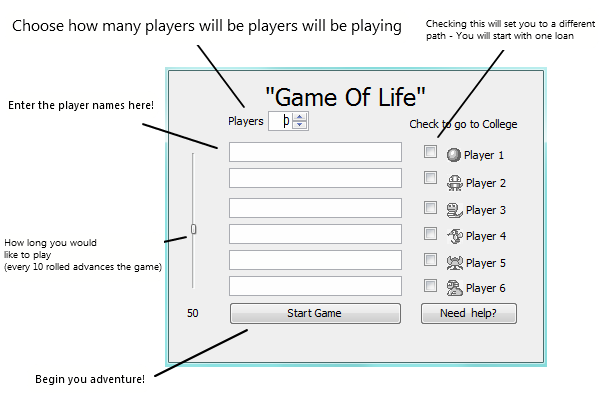 Choose how many players will be players will be playing
Checking this will set you to a different
path - You will start with one loan
"Game Of Life"
Enter the player names here!
Players
Check to go to College
Player 1
Player 2
Player 3
Player 4
How long you would
like to play
(every 10 rolled advances the game)
Player 5
Player 6
50
Start Game
Need help?
Begin you adventure!